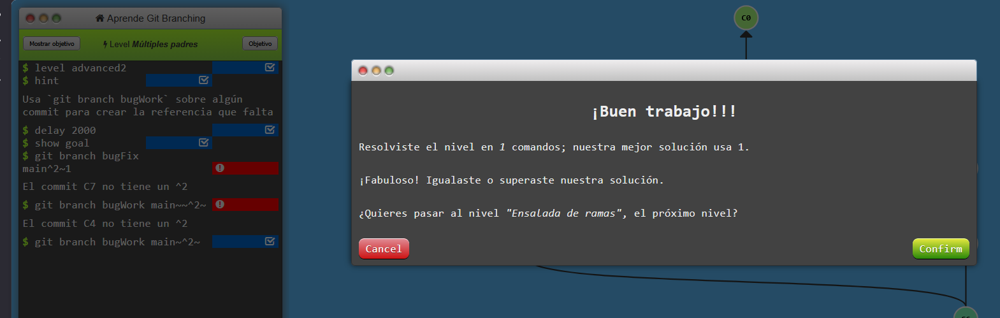 Aprende Git Branching
Mostrar objetivo
Level Múltiples padres
Objetivo
$ level advanced2
$ hint
Usa `git branch bugWork` sobre algún
commit para crear la referencia que falta
$ delay 2000
$ show goal
$ git branch bugFix
main^2~1
El commit C7 no tiene un ^2
$ git branch bugWork main~~^2~
El commit C4 no tiene un ^2
$ git branch bugWork main~^2~
C0
¡Buen trabajo!!!
Resolviste el nivel en 1 comandos; nuestra mejor solución usa 1.
¡Fabuloso! Igualaste o superaste nuestra solución.
¿Quieres pasar al nivel "Ensalada de ramas", el próximo nivel?
Cancel
Confirm